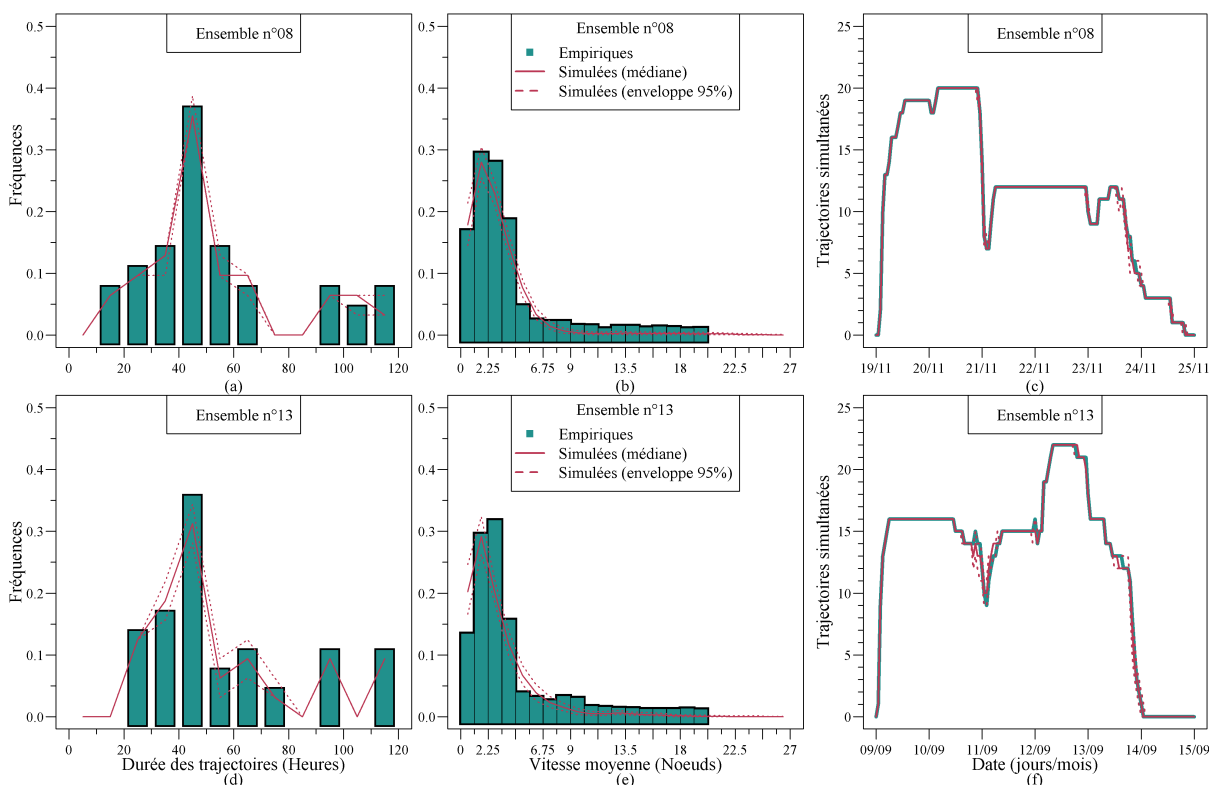 Ensemble n°08
Fréquences
0.0
0.1
0.2
0.3
0.4
0.5
0 20 40 60 80 100 120
(a)
Ensemble n°08
Empiriques
Simulées (médiane)
Simulées (enveloppe 95%)
0.0
0.1
0.2
0.3
0.4
0.5
0 2.25 6.75 9 13.5 18 22.5 27
(b)
Ensemble n°08
Trajectoires simultanées
0
5
10
15
20
25
19/11 20/11 21/11 22/11 23/11 24/11 25/11
(c)
Ensemble n°13
Fréquences
0.0
0.1
0.2
0.3
0.4
0.5
0 20 40 60 80 100 120
Durée des trajectoires (Heures)
(d)
Ensemble n°13
Empiriques
Simulées (médiane)
Simulées (enveloppe 95%)
0.0
0.1
0.2
0.3
0.4
0.5
0 2.25 6.75 9 13.5 18 22.5 27
Vitesse moyenne (Noeuds)
(e)
Ensemble n°13
Trajectoires simultanées
0
5
10
15
20
25
09/09 10/09 11/09 12/09 13/09 14/09 15/09
Date (jours/mois)
(f)